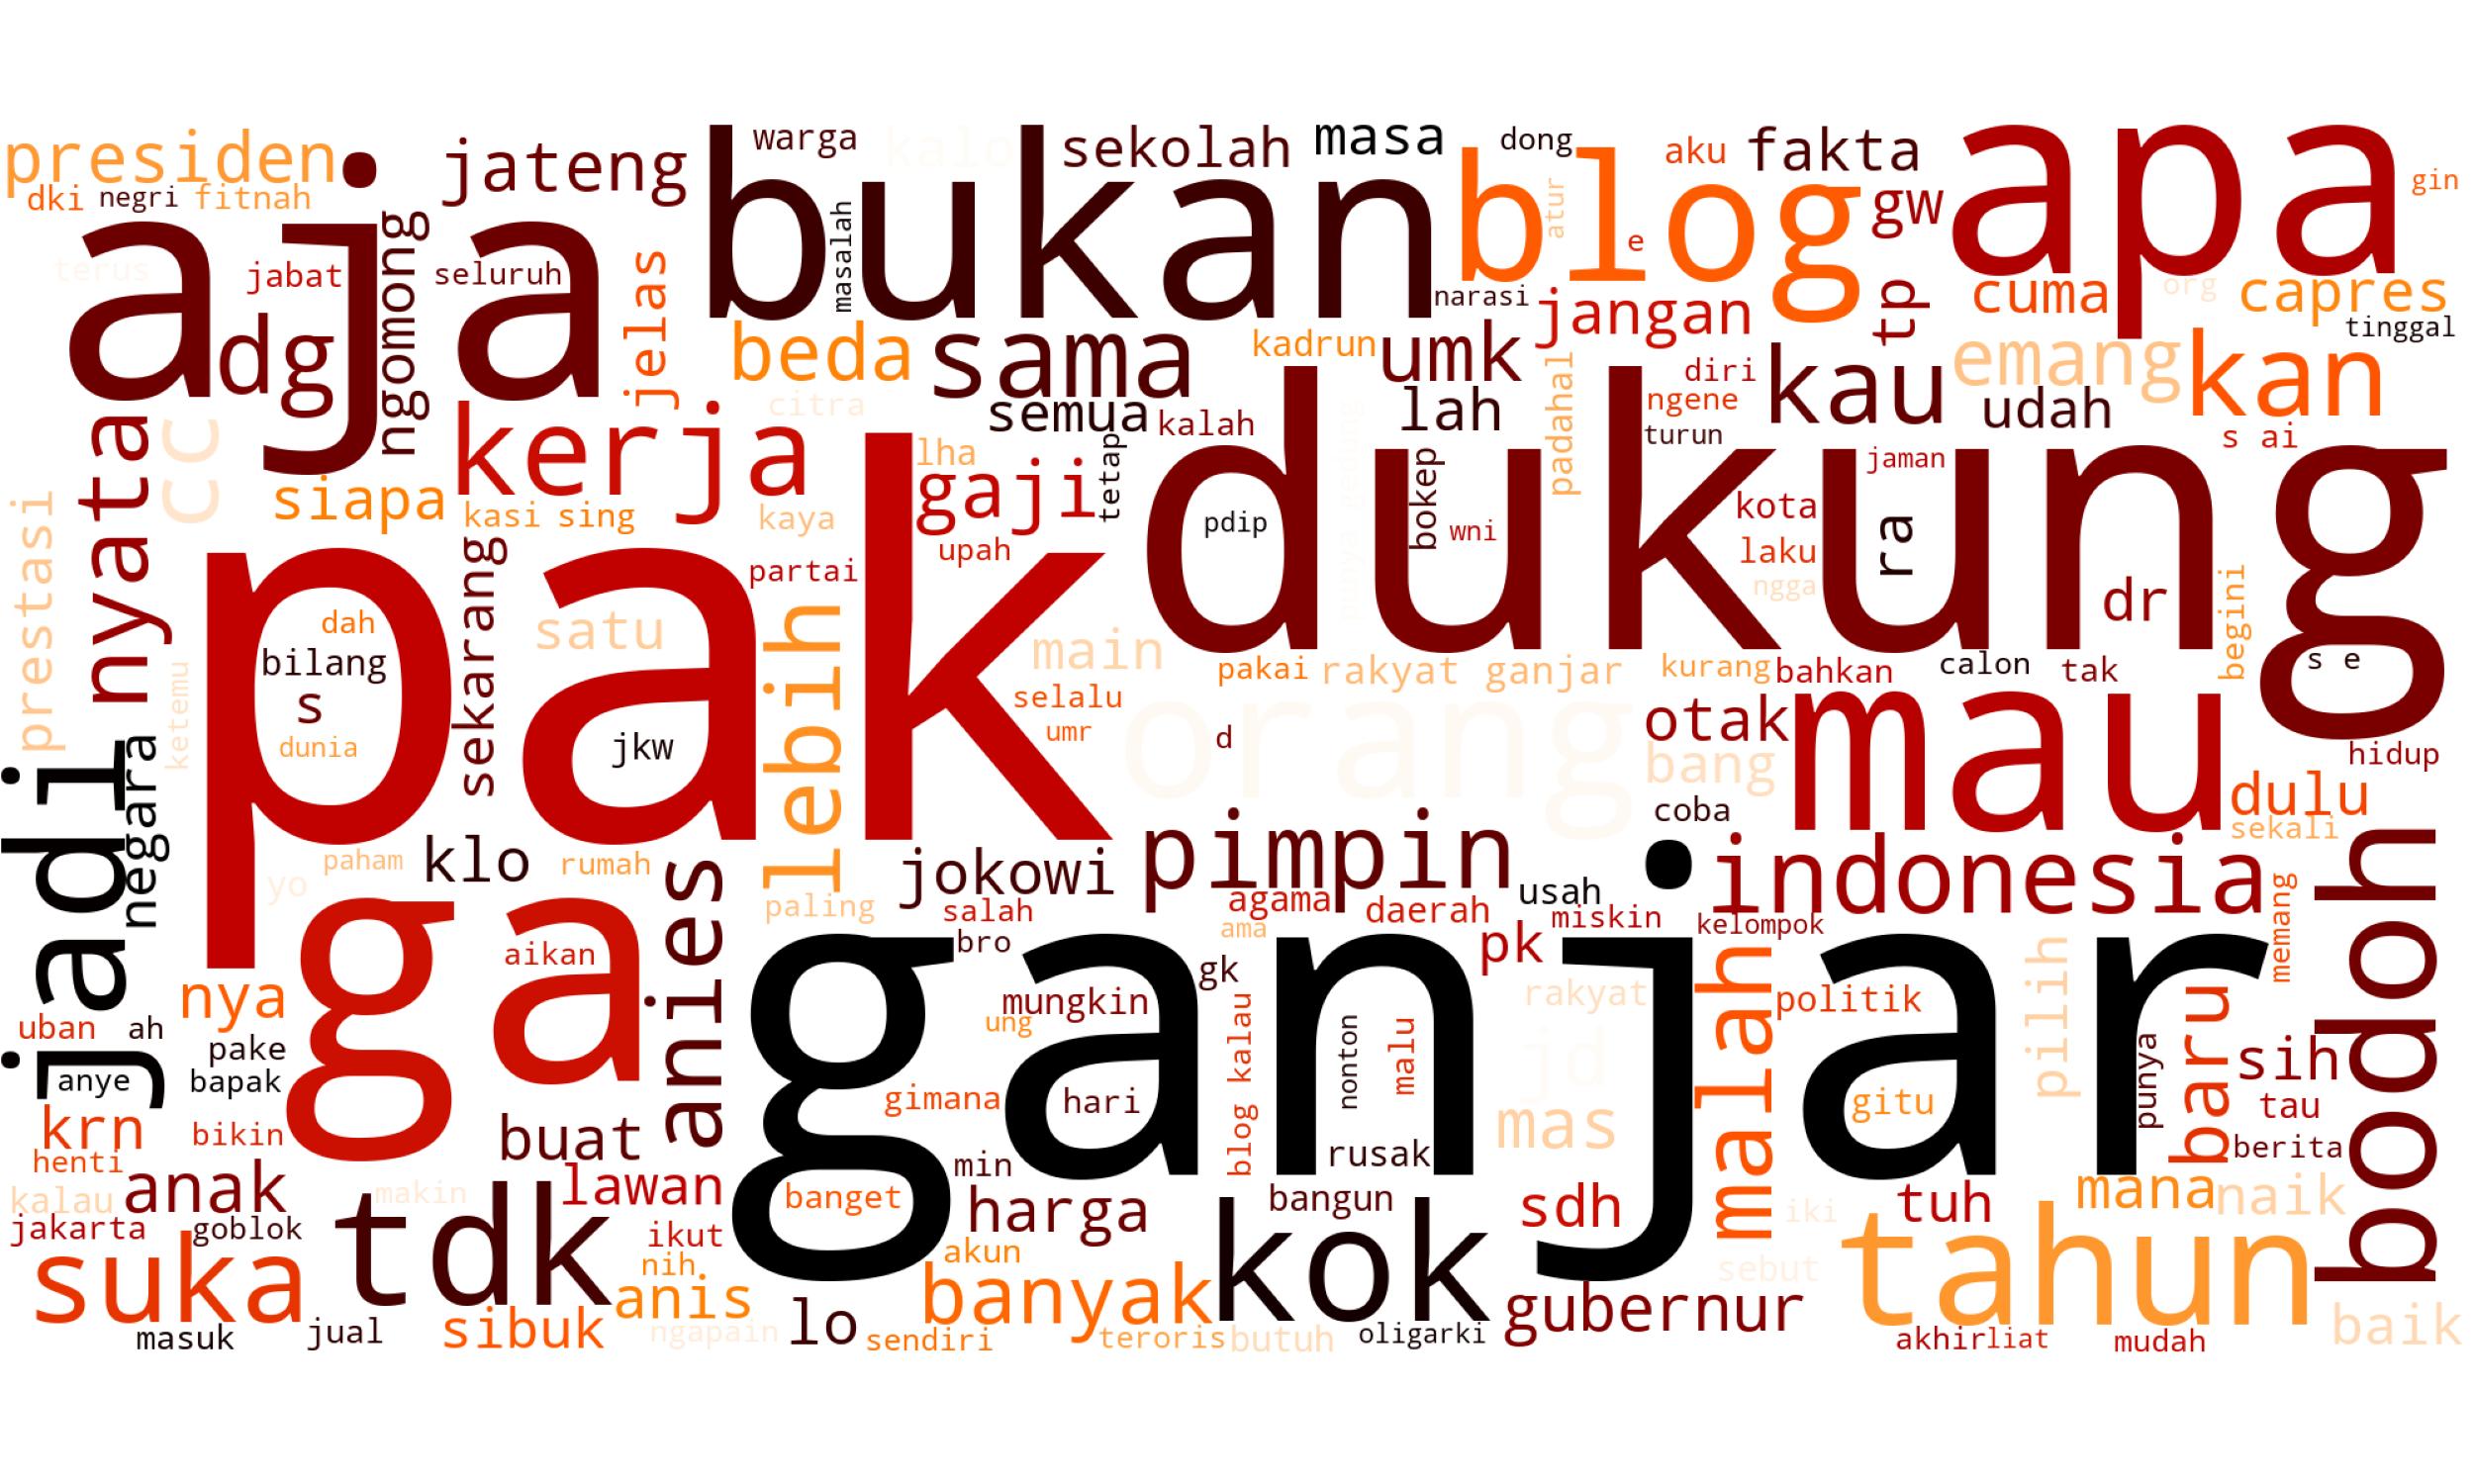 presiden
dki
negri
fitnah
aja
jateng
bukan
warga
kalo
sekolah
masa
dong
blog
aku
fakta
gw
apa
gin
terus
jabat
ngomong
seluruh
jelas
masalah
atur
e
narasi
jangan
tp
cuma
org
capres
tinggal
dg
beda
sama
kadrun
umk
padahal
diri
ngene
turun
kau
emang
udah
kan
s ai
nyata
cc
kerja
citra
semua
kalah
lah
lha
gaji
tetap
dukung
siapa
kasi
sing
kaya
upah
pdip
bokep
wni
jaman
kota
laku
ngga
ra
dr
begini
s e
prestasi
ketemu
pak
dah
bilang
s
dunia
sekarang
satu
jkw
partai
lebih
main
selalu
umr
pakai
rakyat ganjar
kurang
bahkan
calon
tak
orang
d
otak
bang
mau
hidup
dulu
sekali
jadi
negara
paham
klo
rumah
yo
paling
jokowi
pimpin
coba
indonesia
usah
salah
agama
daerah
miskin
kelompok
memang
bodoh
ga
aikan
anies
bro
ama
pk
ganjar
gk
mungkin
ung
blog kalau
nonton
malu
rakyat
jd
malah
politik
pilih
baru
nya
uban
ah
pake
anye
bapak
krn
bikin
henti
buat
gimana
hari
mas
gitu
punya
sih
tau
berita
kalau
anak
makin
lawan
min
banget
harga
rusak
bangun
sdh
iki
tuh
mana
naik
jakarta
goblok
tdk
ikut
nih
akun
kok
sebut
tahun
suka
anis
banyak
gubernur
masuk
jual
sibuk
ngapain
lo
sendiri
teroris
butuh
oligarki
akhir
liat
mudah
baik